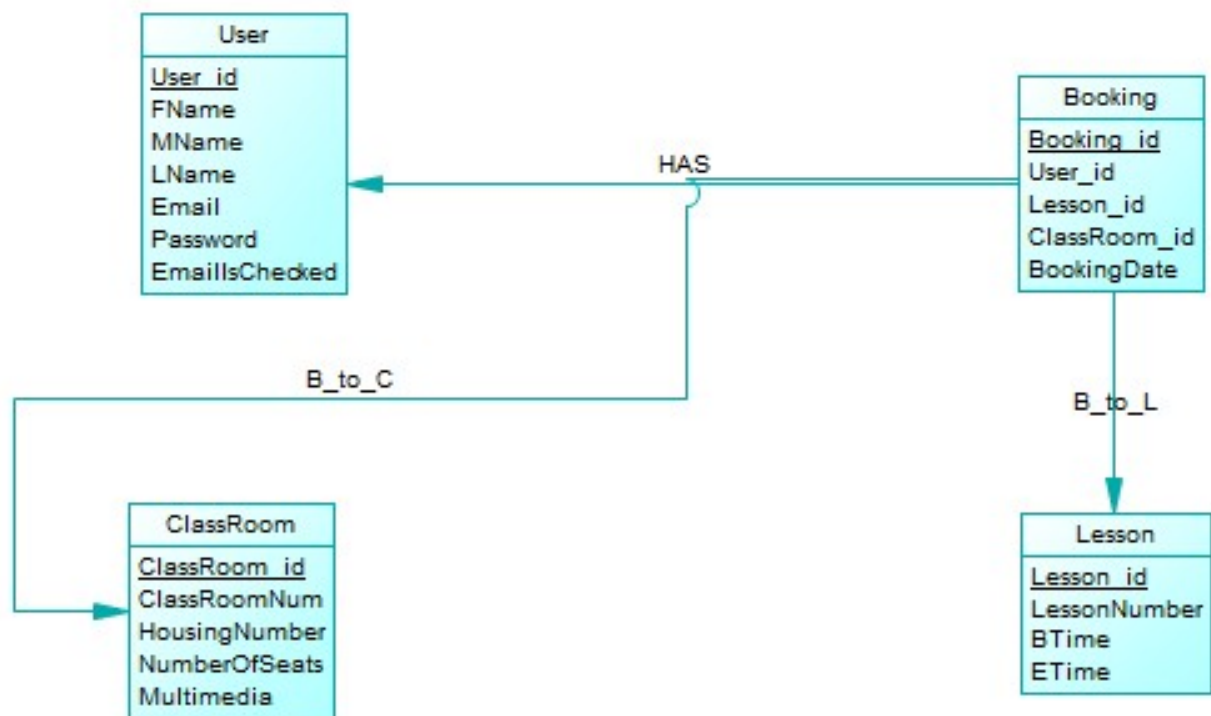 User
User_id
FName
MName
LName
Email
Password
EmailIsChecked
HAS
Booking
Booking_id
User_id
Lesson_id
ClassRoom_id
BookingDate
B_to_C
B_to_L
ClassRoom
ClassRoom_id
ClassRoomNum
HousingNumber
NumberOfSeats
Multimedia
Lesson
Lesson_id
LessonNumber
BTime
ETime